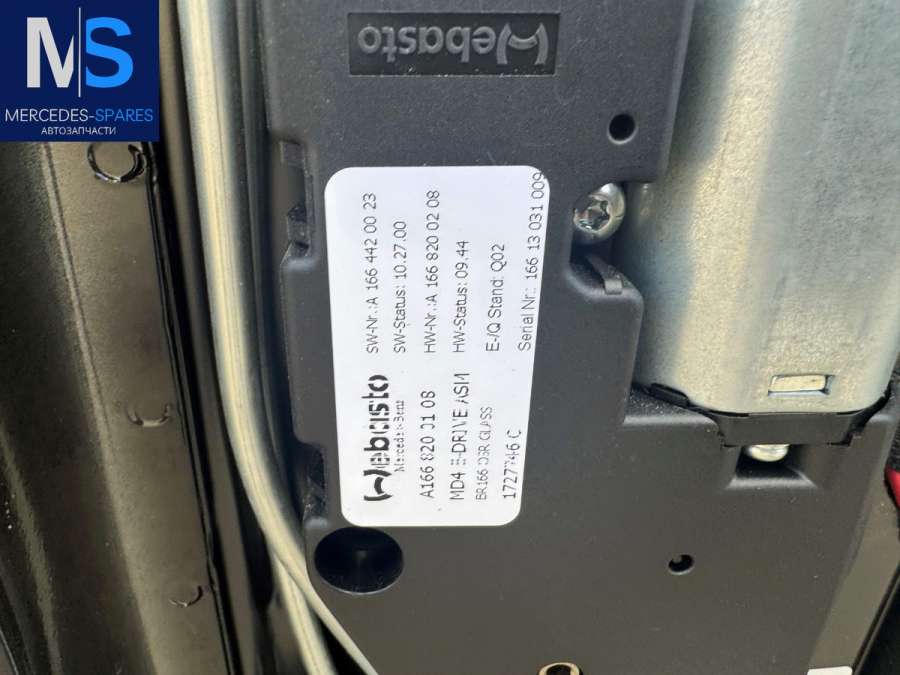 MS
MERCEDES-SPARES
АВТОЗАПЧАСТИ
Webasto
Webasto
Mercedes-Benz
A166 820 01 08
MD4 E-DRIVE ASM
BR166 DSR GLASS
1727746 C
SW-Nr.:A 166 442 00 23
SW-Status: 10.27.00
HW-Nr.:A 166 820 02 08
HW-Status: 09.44
E-/Q Stand: Q02
Serial Nr.: 166 13 031 009